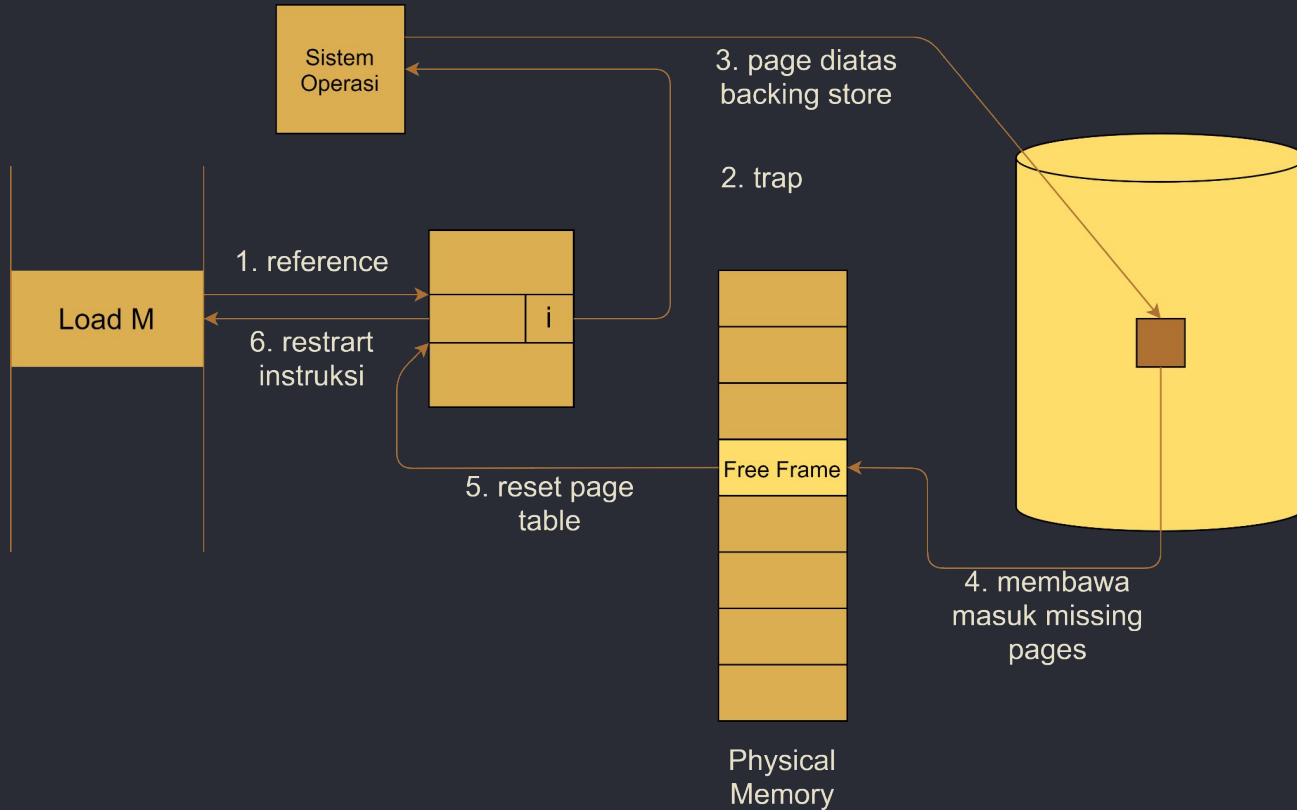 Sistem
Operasi
3. page diatas
backing store
2. trap
1. reference
Load M
i
6. restrart
instruksi
Free Frame
5. reset page
table
4. membawa
masuk missing
pages
Physical
Memory